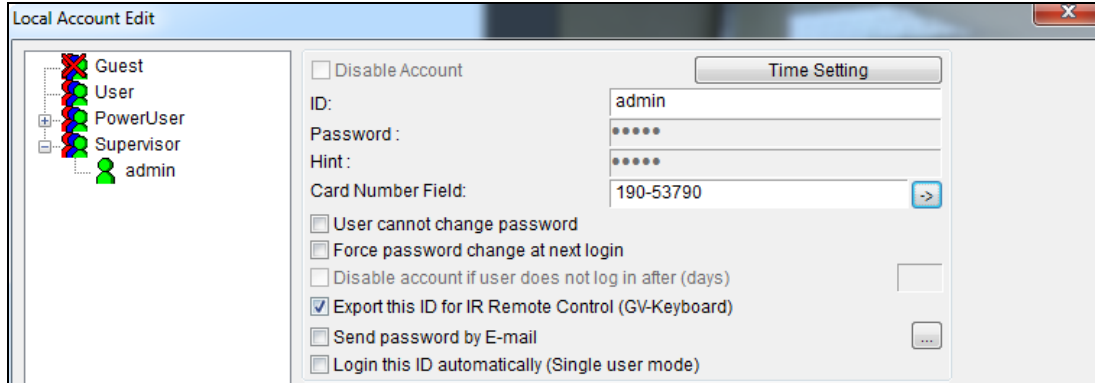 Local Account Edit
x
Guest
User
PowerUser
Supervisor
admin
Disable Account
Time Setting
ID:
admin
Password :
•••••
Hint :
•••••
Card Number Field:
190-53790
->
User cannot change password
Force password change at next login
Disable account if user does not log in after (days)
Export this ID for IR Remote Control (GV-Keyboard)
Send password by E-mail
...
Login this ID automatically (Single user mode)